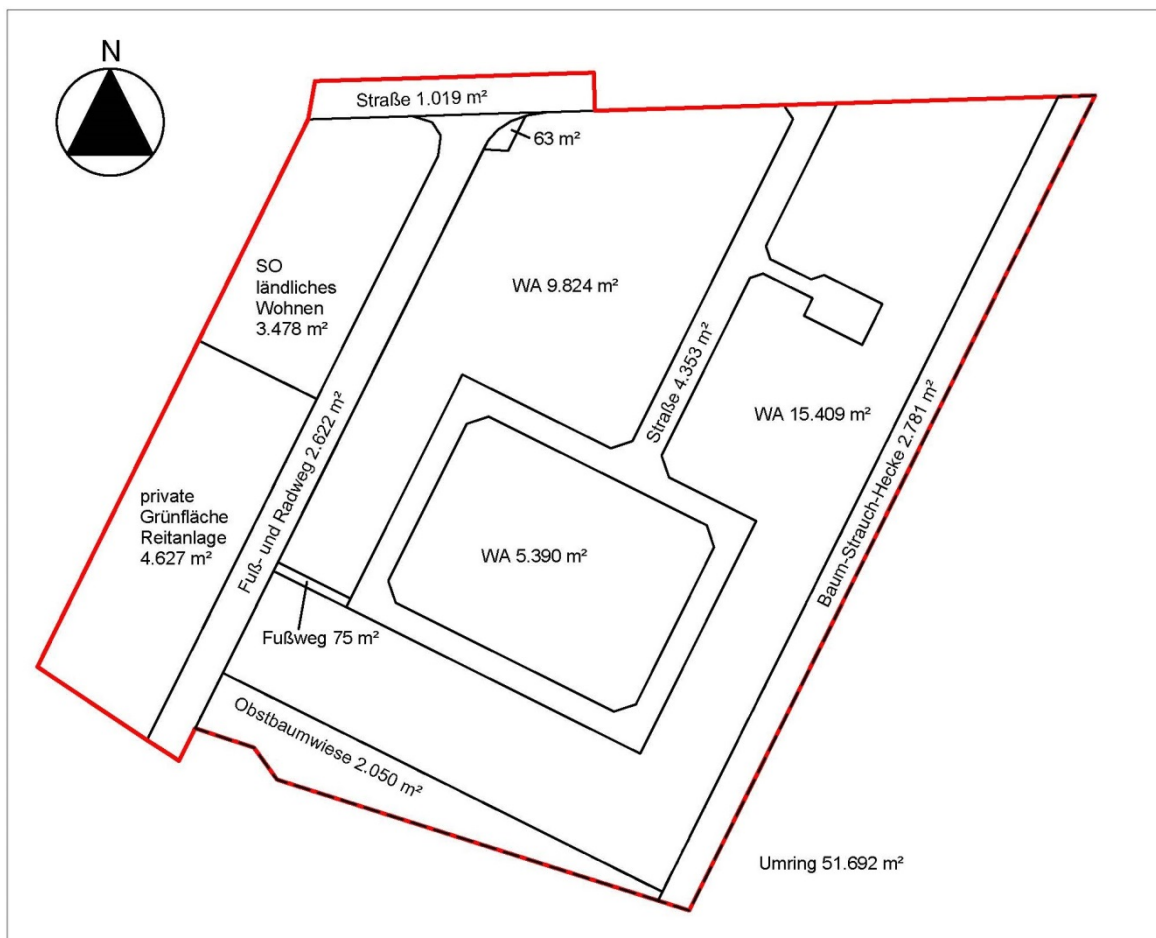 N
Straße 1.019 m²
63 m²
SO
ländliches
Wohnen
3.478 m²
WA 9.824 m²
Straße 4.353 m²
WA 15.409 m²
Fuß- und Radweg 2.622 m²
Baum-Strauch-Hecke 2.781 m²
private
Grünfläche
Reitanlage
4.627 m²
WA 5.390 m²
Fußweg 75 m²
Obstbaumwiese 2.050 m²
Umring 51.692 m²